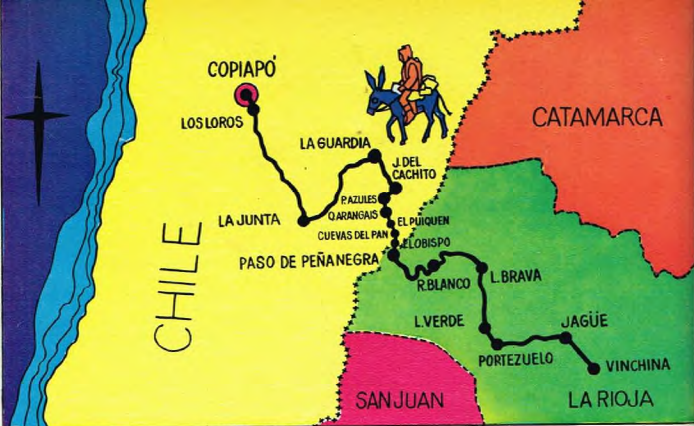 COPIAPÓ
LOS LOROS
CATAMARCA
LA GUARDIA
J. DEL
CACHITO
P. AZULES
Q. ARANGAIS
LA JUNTA
EL PUIQUEN
CUEVAS DEL PAN
EL OBISPO
PASO DE PEÑA NEGRA
CHILE
R. BLANCO
L. BRAVA
L. VERDE
JAGÜE
PORTEZUELO
VINCHINA
SAN JUAN
LA RIOJA